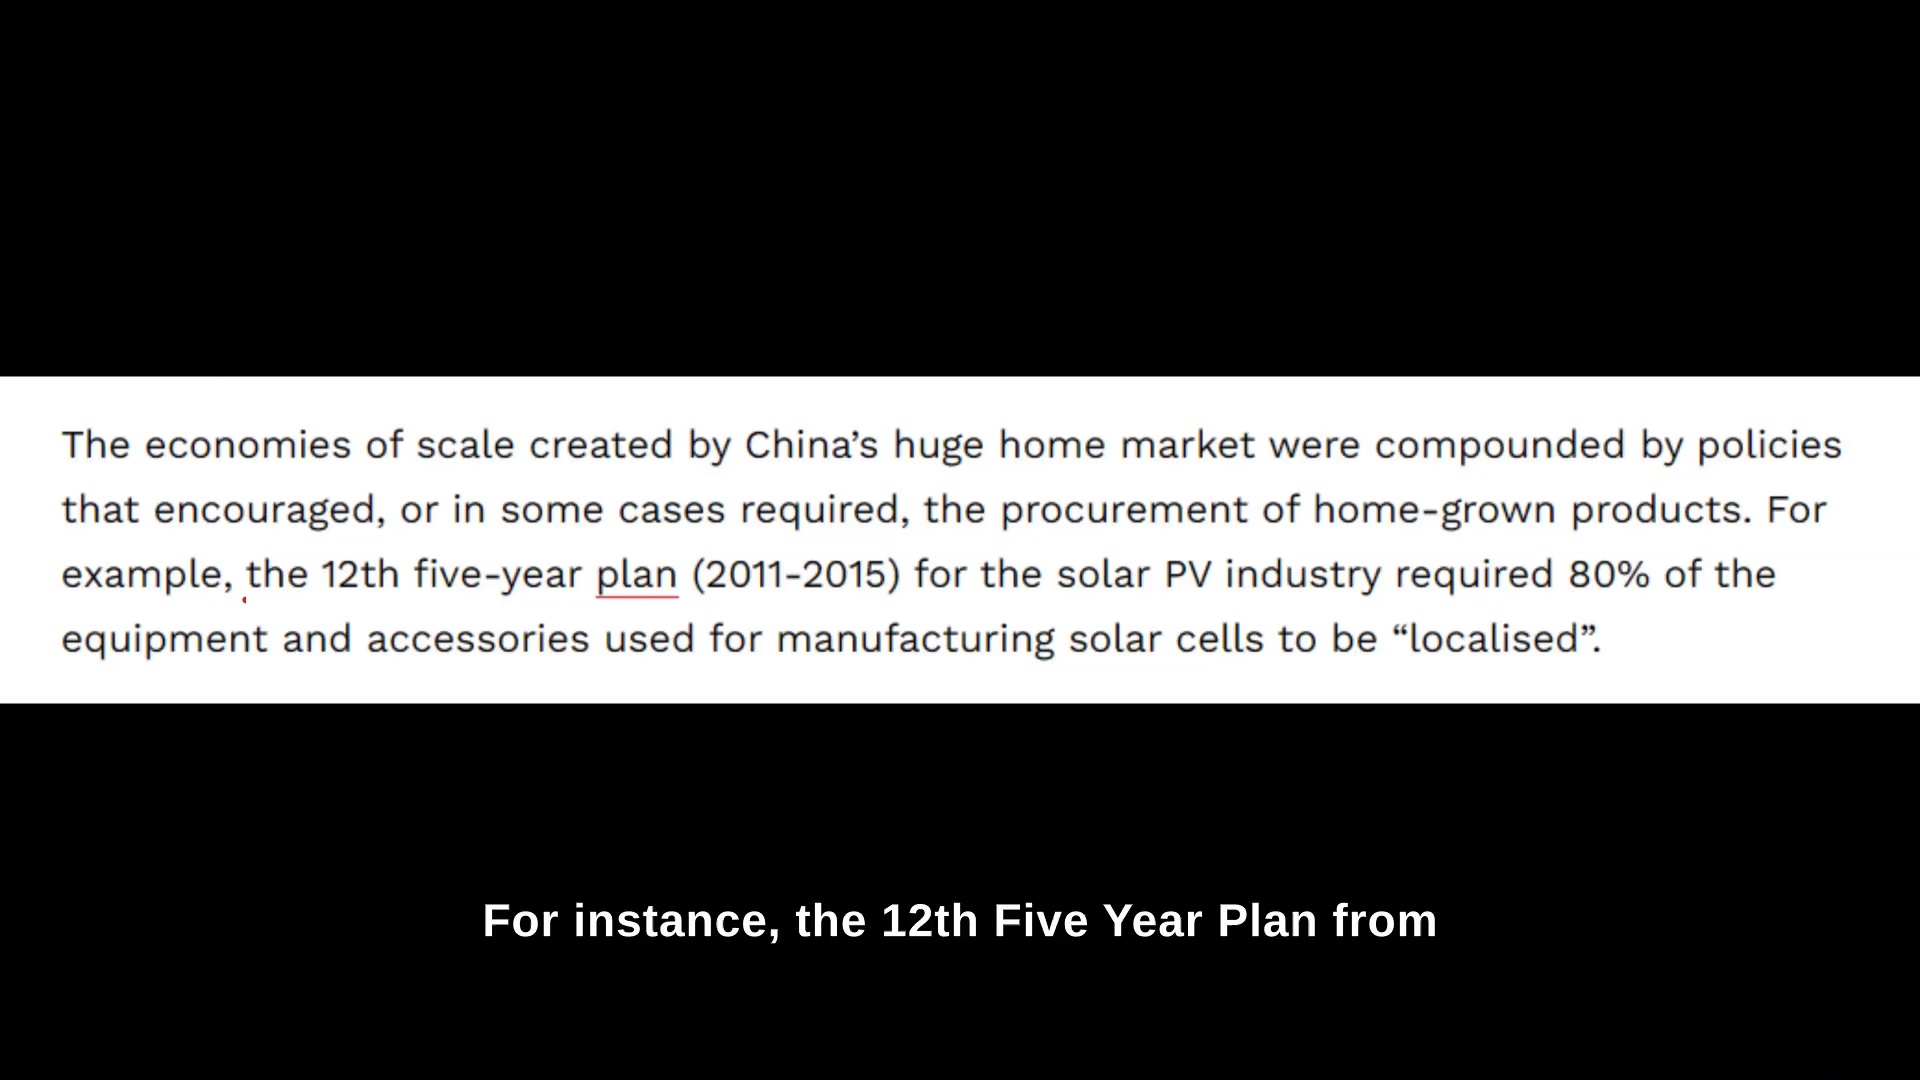 The economies of scale created by China’s huge home market were compounded by policies
that encouraged, or in some cases required, the procurement of home-grown products. For
example, the 12th five-year plan (2011-2015) for the solar PV industry required 80% of the
equipment and accessories used for manufacturing solar cells to be “localised”.
For instance, the 12th Five Year Plan from